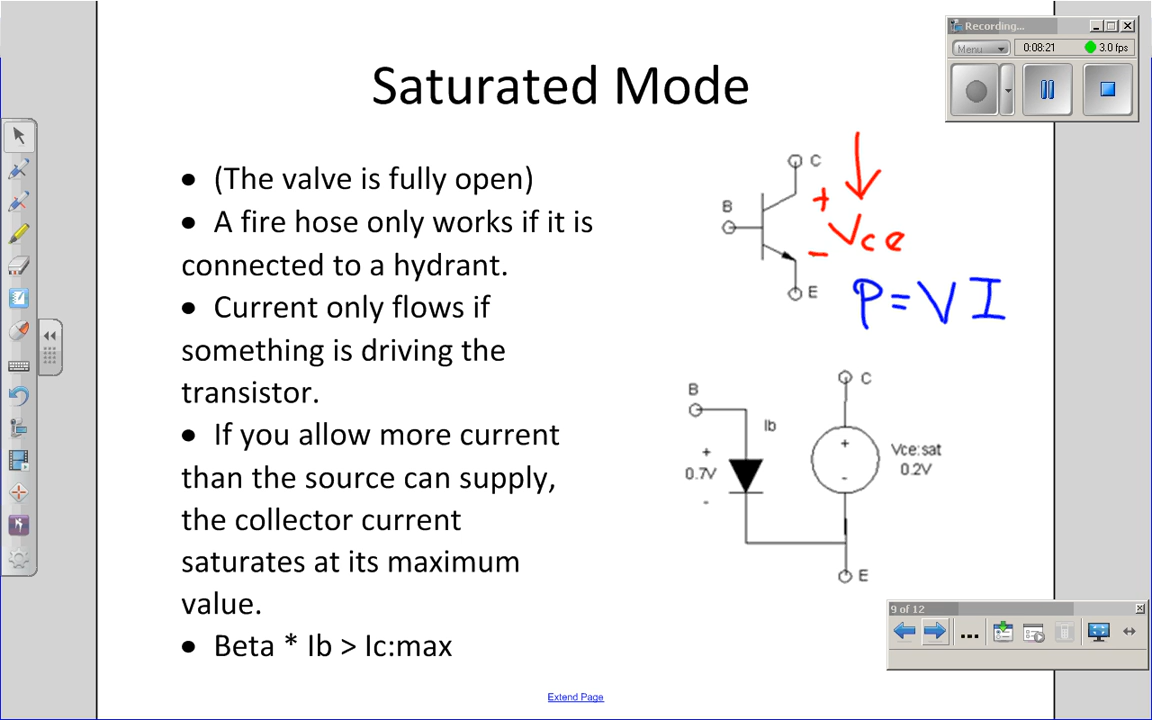 Recording...
Menu
0:08:21
3.0 fps
Saturated Mode
• (The valve is fully open)
• A fire hose only works if it is
connected to a hydrant.
• Current only flows if
something is driving the
transistor.
• If you allow more current
than the source can supply,
the collector current
saturates at its maximum
value.
• Beta * Ib > Ic:max
C
B
+
Vce
-
E
P = VI
C
B
Ib
+
0.7V
-
+
-
Vce:sat
0.2V
E
9 of 12
...
Extend Page